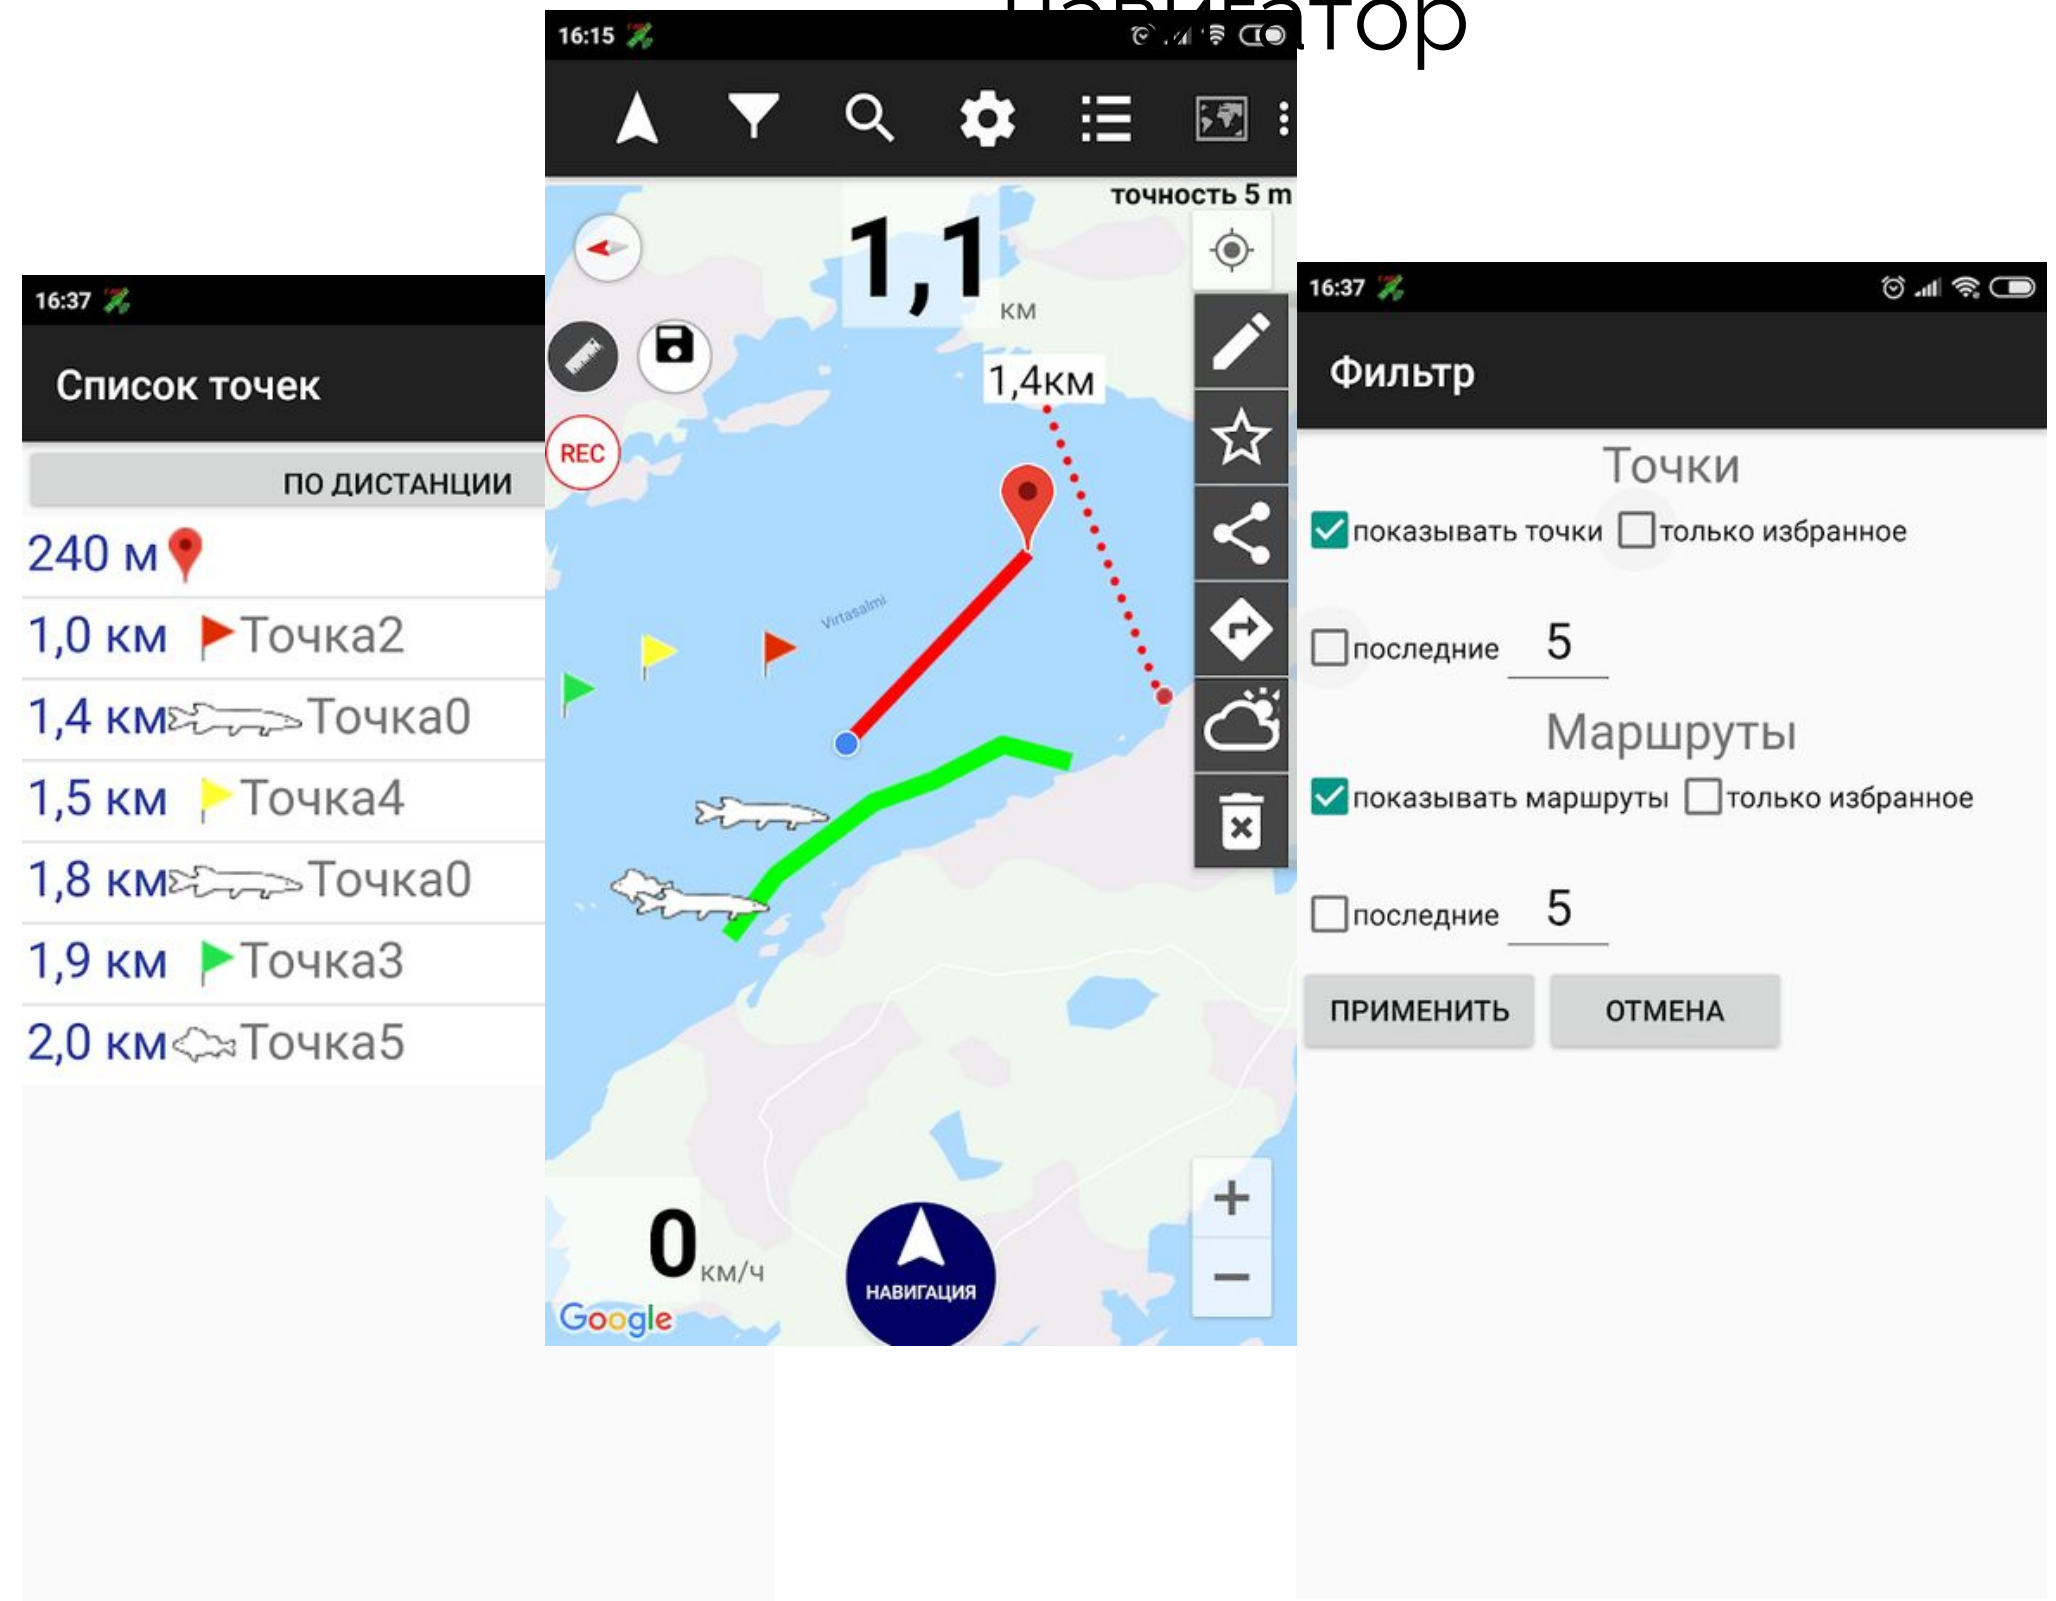 навигатор
16:15
точность 5 m
1,1
км
1,4км
REC
Virtasalmi
0
км/ч
НАВИГАЦИЯ
Google
16:37
Список точек
ПО ДИСТАНЦИИ
240 м
1,0 км Точка2
1,4 км Точка0
1,5 км Точка4
1,8 км Точка0
1,9 км Точка3
2,0 км Точка5
16:37
Фильтр
Точки
показывать точки только избранное
последние 5
Маршруты
показывать маршруты только избранное
последние 5
ПРИМЕНИТЬ ОТМЕНА